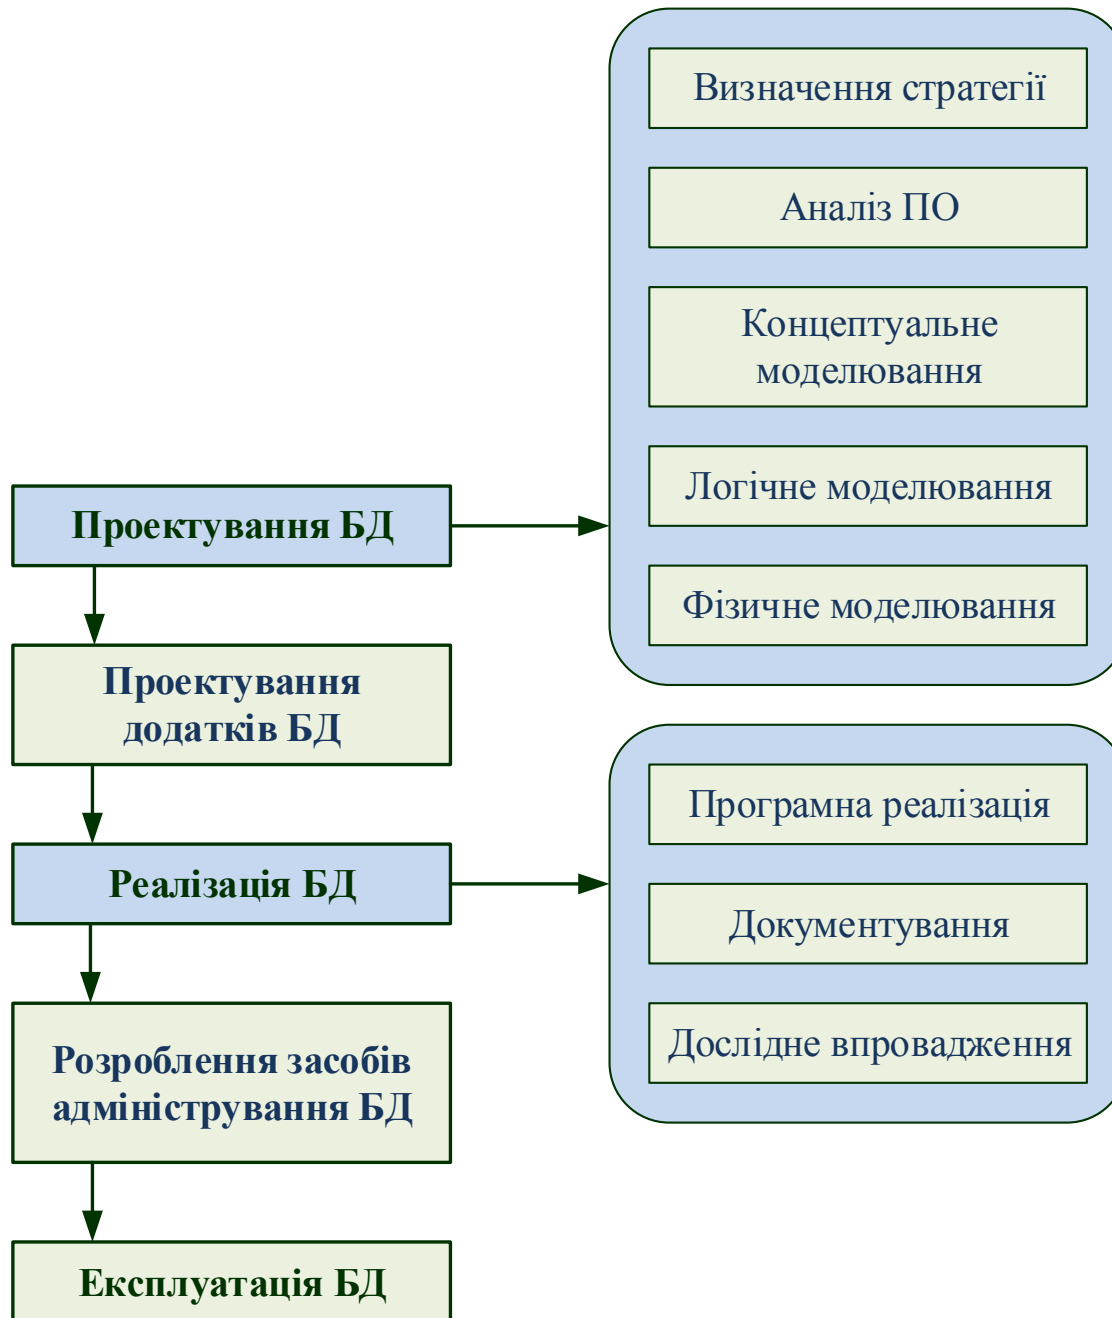 Визначення стратегії
Аналіз ПО
Концептуальне
моделювання
Логічне моделювання
Фізичне моделювання
Проектування БД
Проектування
додатків БД
Реалізація БД
Розроблення засобів
адміністрування БД
Експлуатація БД
Програмна реалізація
Документування
Дослідне впровадження